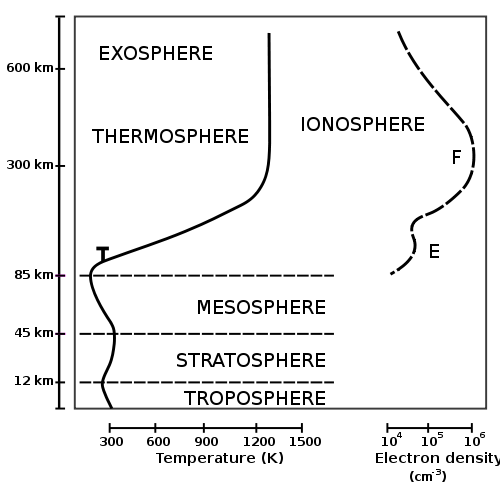 EXOSPHERE
600 km
THERMOSPHERE
IONOSPHERE
300 km
F
T
E
85 km
MESOSPHERE
45 km
STRATOSPHERE
12 km
TROPOSPHERE
300 600 900 1200 1500
10^4 10^5 10^6
Temperature (K)
Electron density
(cm^-3)